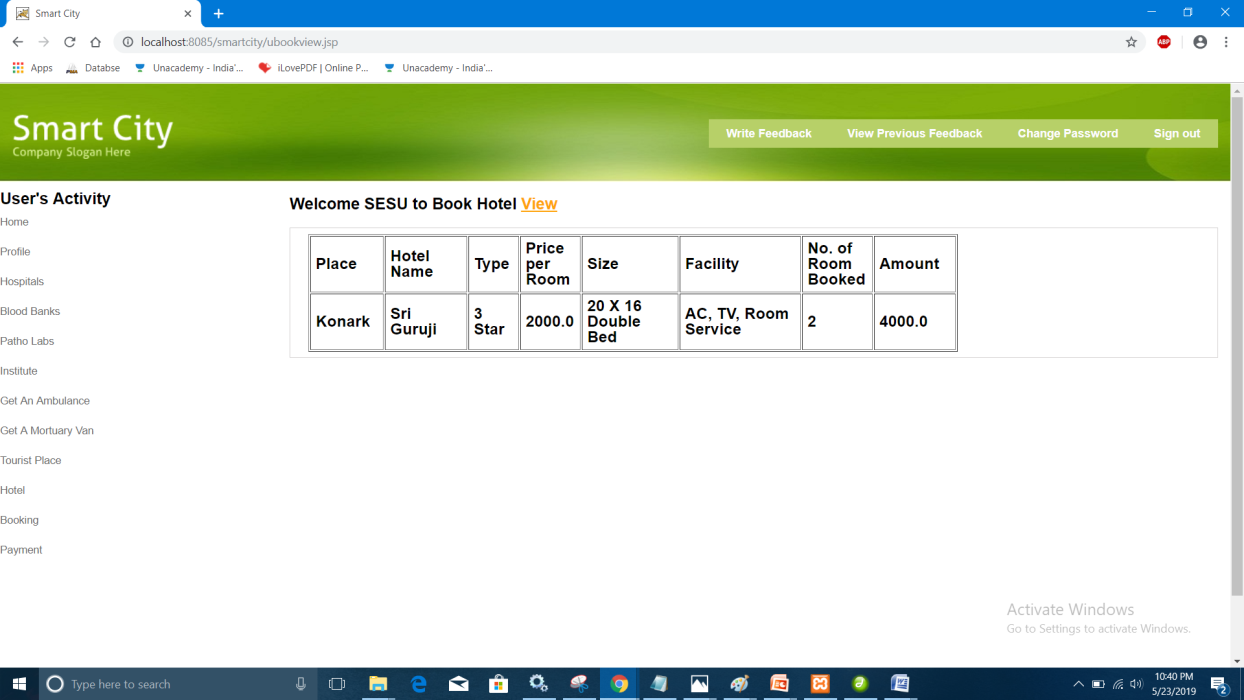 Smart City
localhost:8085/smartcity/ubookview.jsp
ABP
Apps Databse Unacademy - India'... iLovePDF | Online P... Unacademy - India'...
Smart City
Company Slogan Here
Write Feedback View Previous Feedback Change Password Sign out
User's Activity
Home
Profile
Hospitals
Blood Banks
Patho Labs
Institute
Get An Ambulance
Get A Mortuary Van
Tourist Place
Hotel
Booking
Payment
Welcome SESU to Book Hotel View
Place
Hotel
Name
Type
Price
per
Room
Size
Facility
No. of
Room
Booked
Amount
Konark
Sri
Guruji
3
Star
2000.0
20 X 16
Double
Bed
AC, TV, Room
Service
2
4000.0
Activate Windows
Go to Settings to activate Windows.
Type here to search
10:40 PM
5/23/2019
2